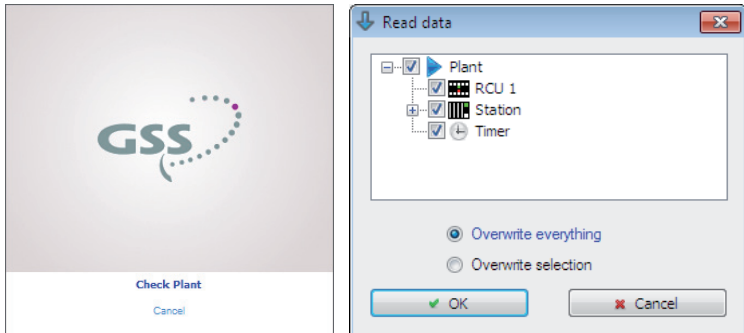 GSS
Check Plant
Cancel
Read data
Plant
RCU 1
Station
Timer
Overwrite everything
Overwrite selection
OK
Cancel